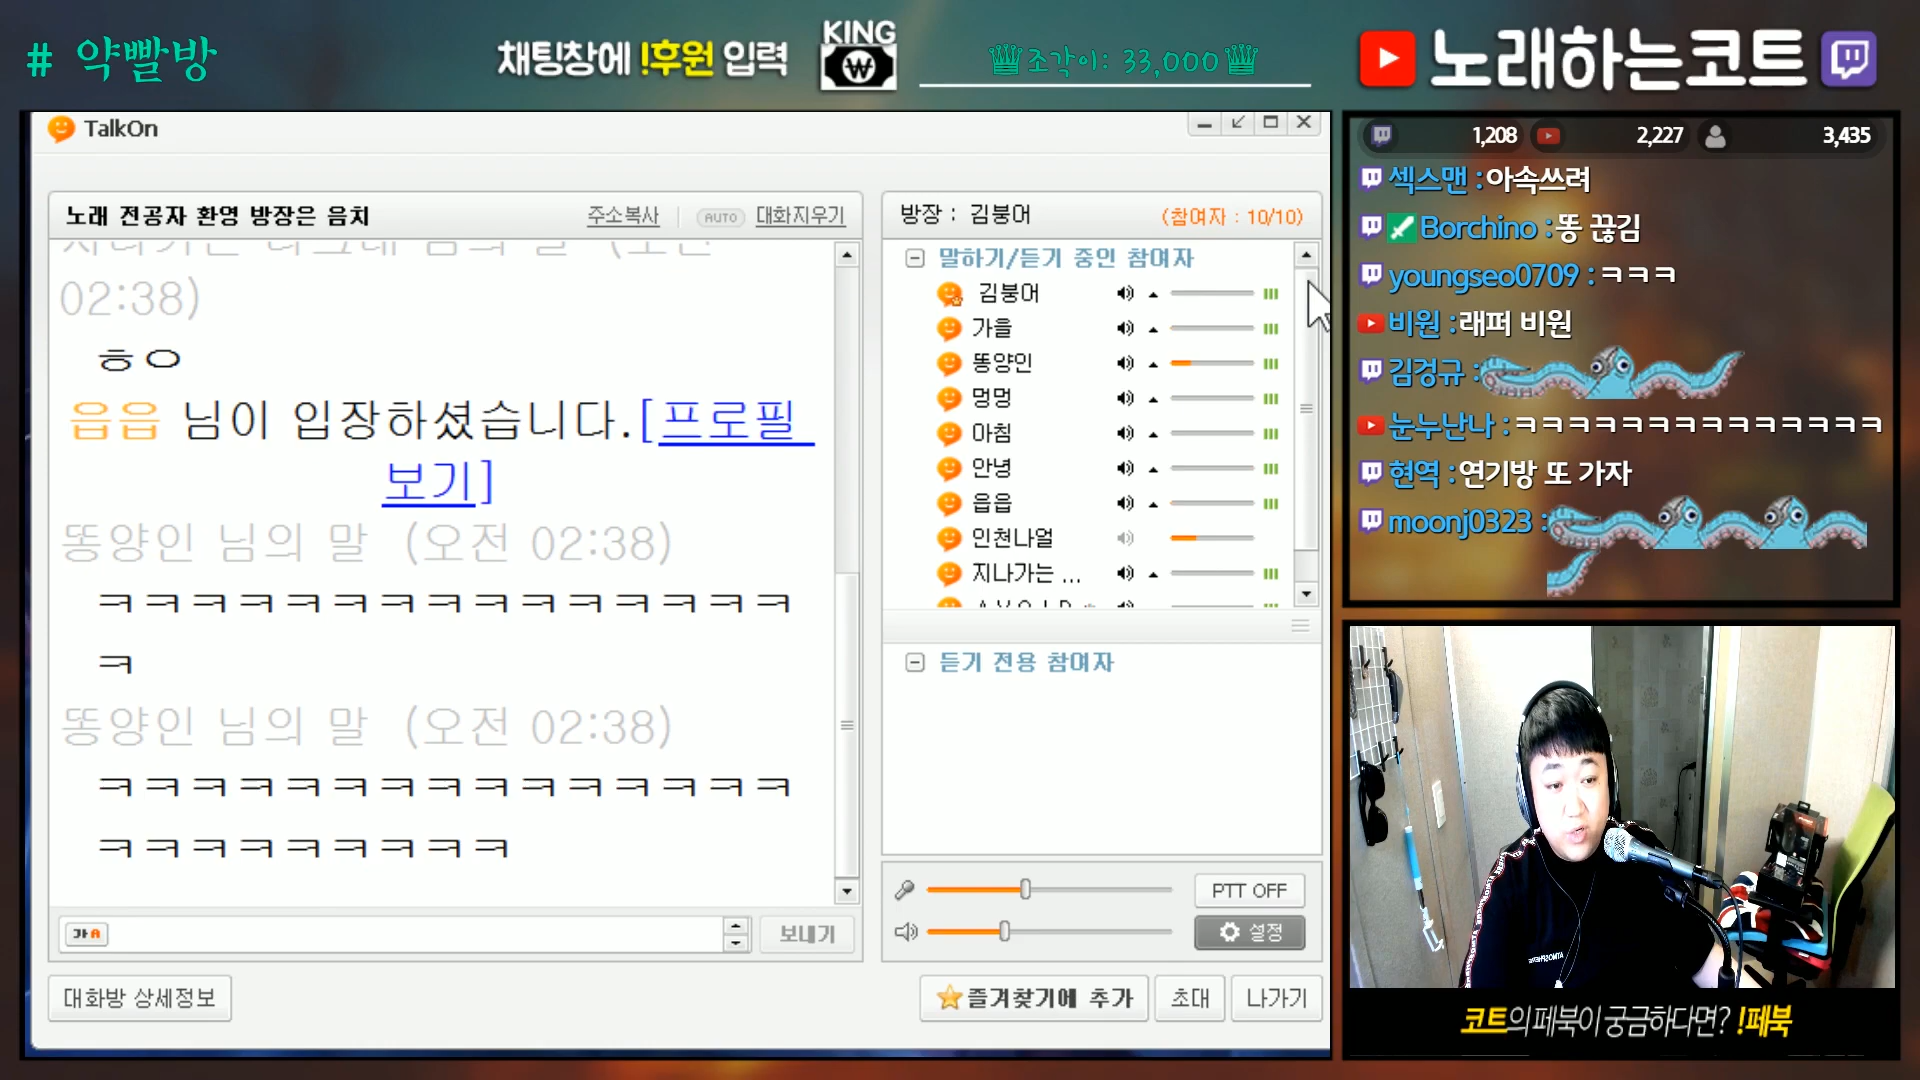 # 약빨방
채팅창에 !후원 입력
KING
₩
조각이: 33,000
노래하는코트
TalkOn
노래 전공자 환영 방장은 음치
주소복사
AUTO
대화지우기
02:38)
ㅎㅇ
읍읍 님이 입장하셨습니다.[프로필
보기]
똥양인 님의 말 (오전 02:38)
ㅋㅋㅋㅋㅋㅋㅋㅋㅋㅋㅋㅋㅋㅋㅋ
ㅋ
똥양인 님의 말 (오전 02:38)
ㅋㅋㅋㅋㅋㅋㅋㅋㅋㅋㅋㅋㅋㅋㅋ
ㅋㅋㅋㅋㅋㅋㅋㅋㅋ
가A
보내기
대화방 상세정보
방장 : 김붕어
(참여자 : 10/10)
말하기/듣기 중인 참여자
김붕어
가을
똥양인
멍멍
아침
안녕
읍읍
인천나얼
지나가는 ...
듣기 전용 참여자
PTT OFF
설정
즐겨찾기에 추가
초대
나가기
1,208
2,227
3,435
섹스맨 :아속쓰려
Borchino :똥 끊김
youngseo0709 :ㅋㅋㅋ
비원 :래퍼 비원
김경규 :
눈누난나 :ㅋㅋㅋㅋㅋㅋㅋㅋㅋㅋㅋㅋㅋㅋ
현역 :연기방 또 가자
moonj0323 :
코트의 페북이 궁금하다면? !페북